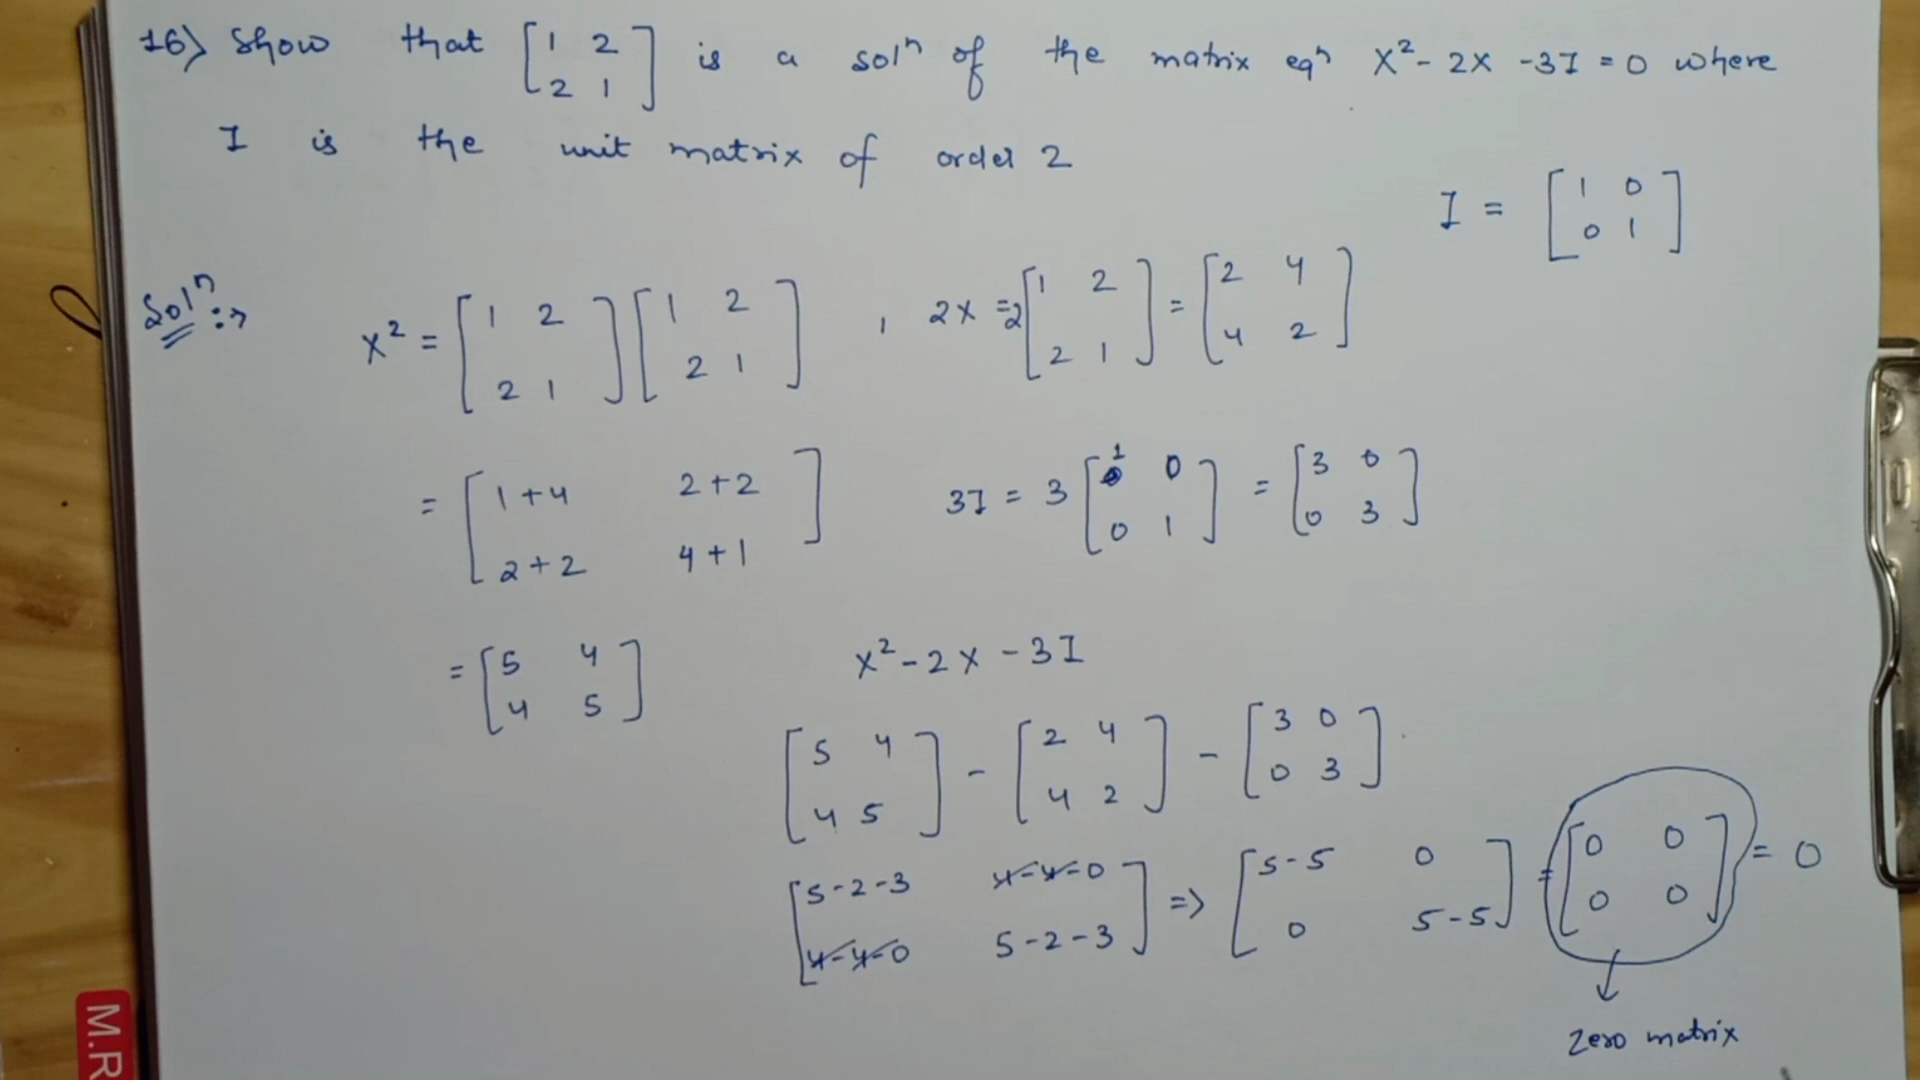 16) Show that [1 2 2 1] is a solⁿ of the matrix eqⁿ X² - 2X - 3I = 0 where
I is the unit matrix of order 2
I = [1 0 0 1]
Solⁿ :→
X² = [1 2 2 1] [1 2 2 1] , 2X = 2[1 2 2 1] = [2 4 4 2]
= [1+4 2+2 2+2 4+1]
3I = 3 [1 0 0 1] = [3 0 0 3]
= [5 4 4 5]
X² - 2X - 3I
[5 4 4 5] - [2 4 4 2] - [3 0 0 3]
[5-2-3 4-4-0 4-4-0 5-2-3] => [5-5 0 0 5-5] = [0 0 0 0] = 0
Zero matrix
M.R